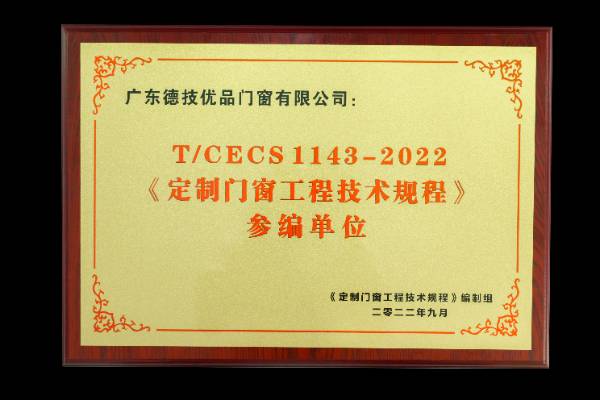 广东德技优品门窗有限公司：
T/CECS 1143-2022
《定制门窗工程技术规程》
参编单位
《定制门窗工程技术规程》编制组
二零二二年九月